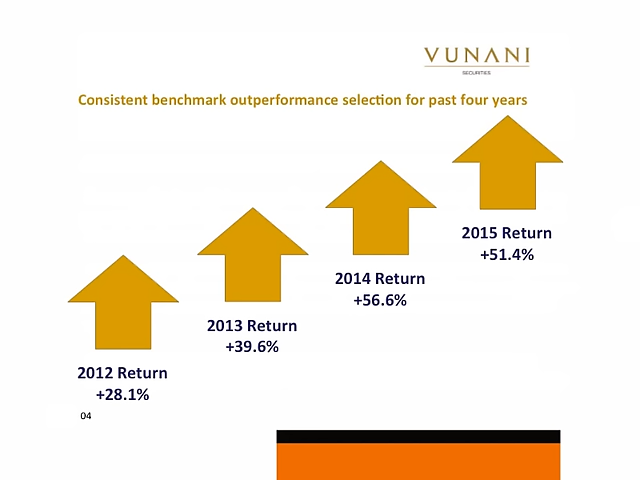 VUNANI
SECURITIES
Consistent benchmark outperformance selection for past four years
2015 Return
+51.4%
2014 Return
+56.6%
2013 Return
+39.6%
2012 Return
+28.1%
04